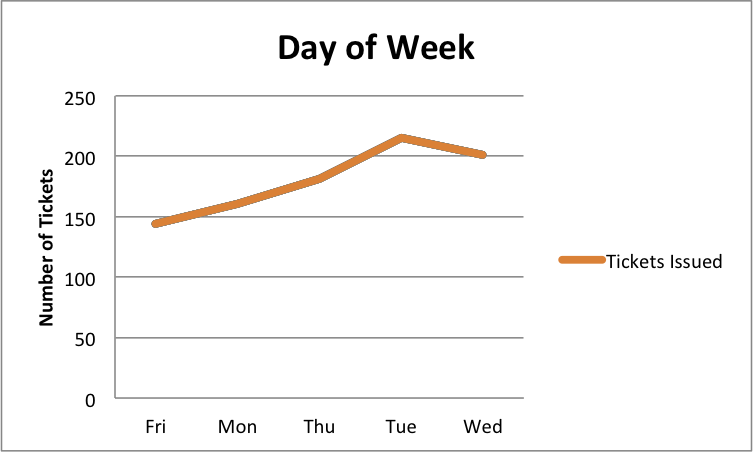 Day of Week
Number of Tickets
250
200
150
100
50
0
Fri Mon Thu Tue Wed
Tickets Issued